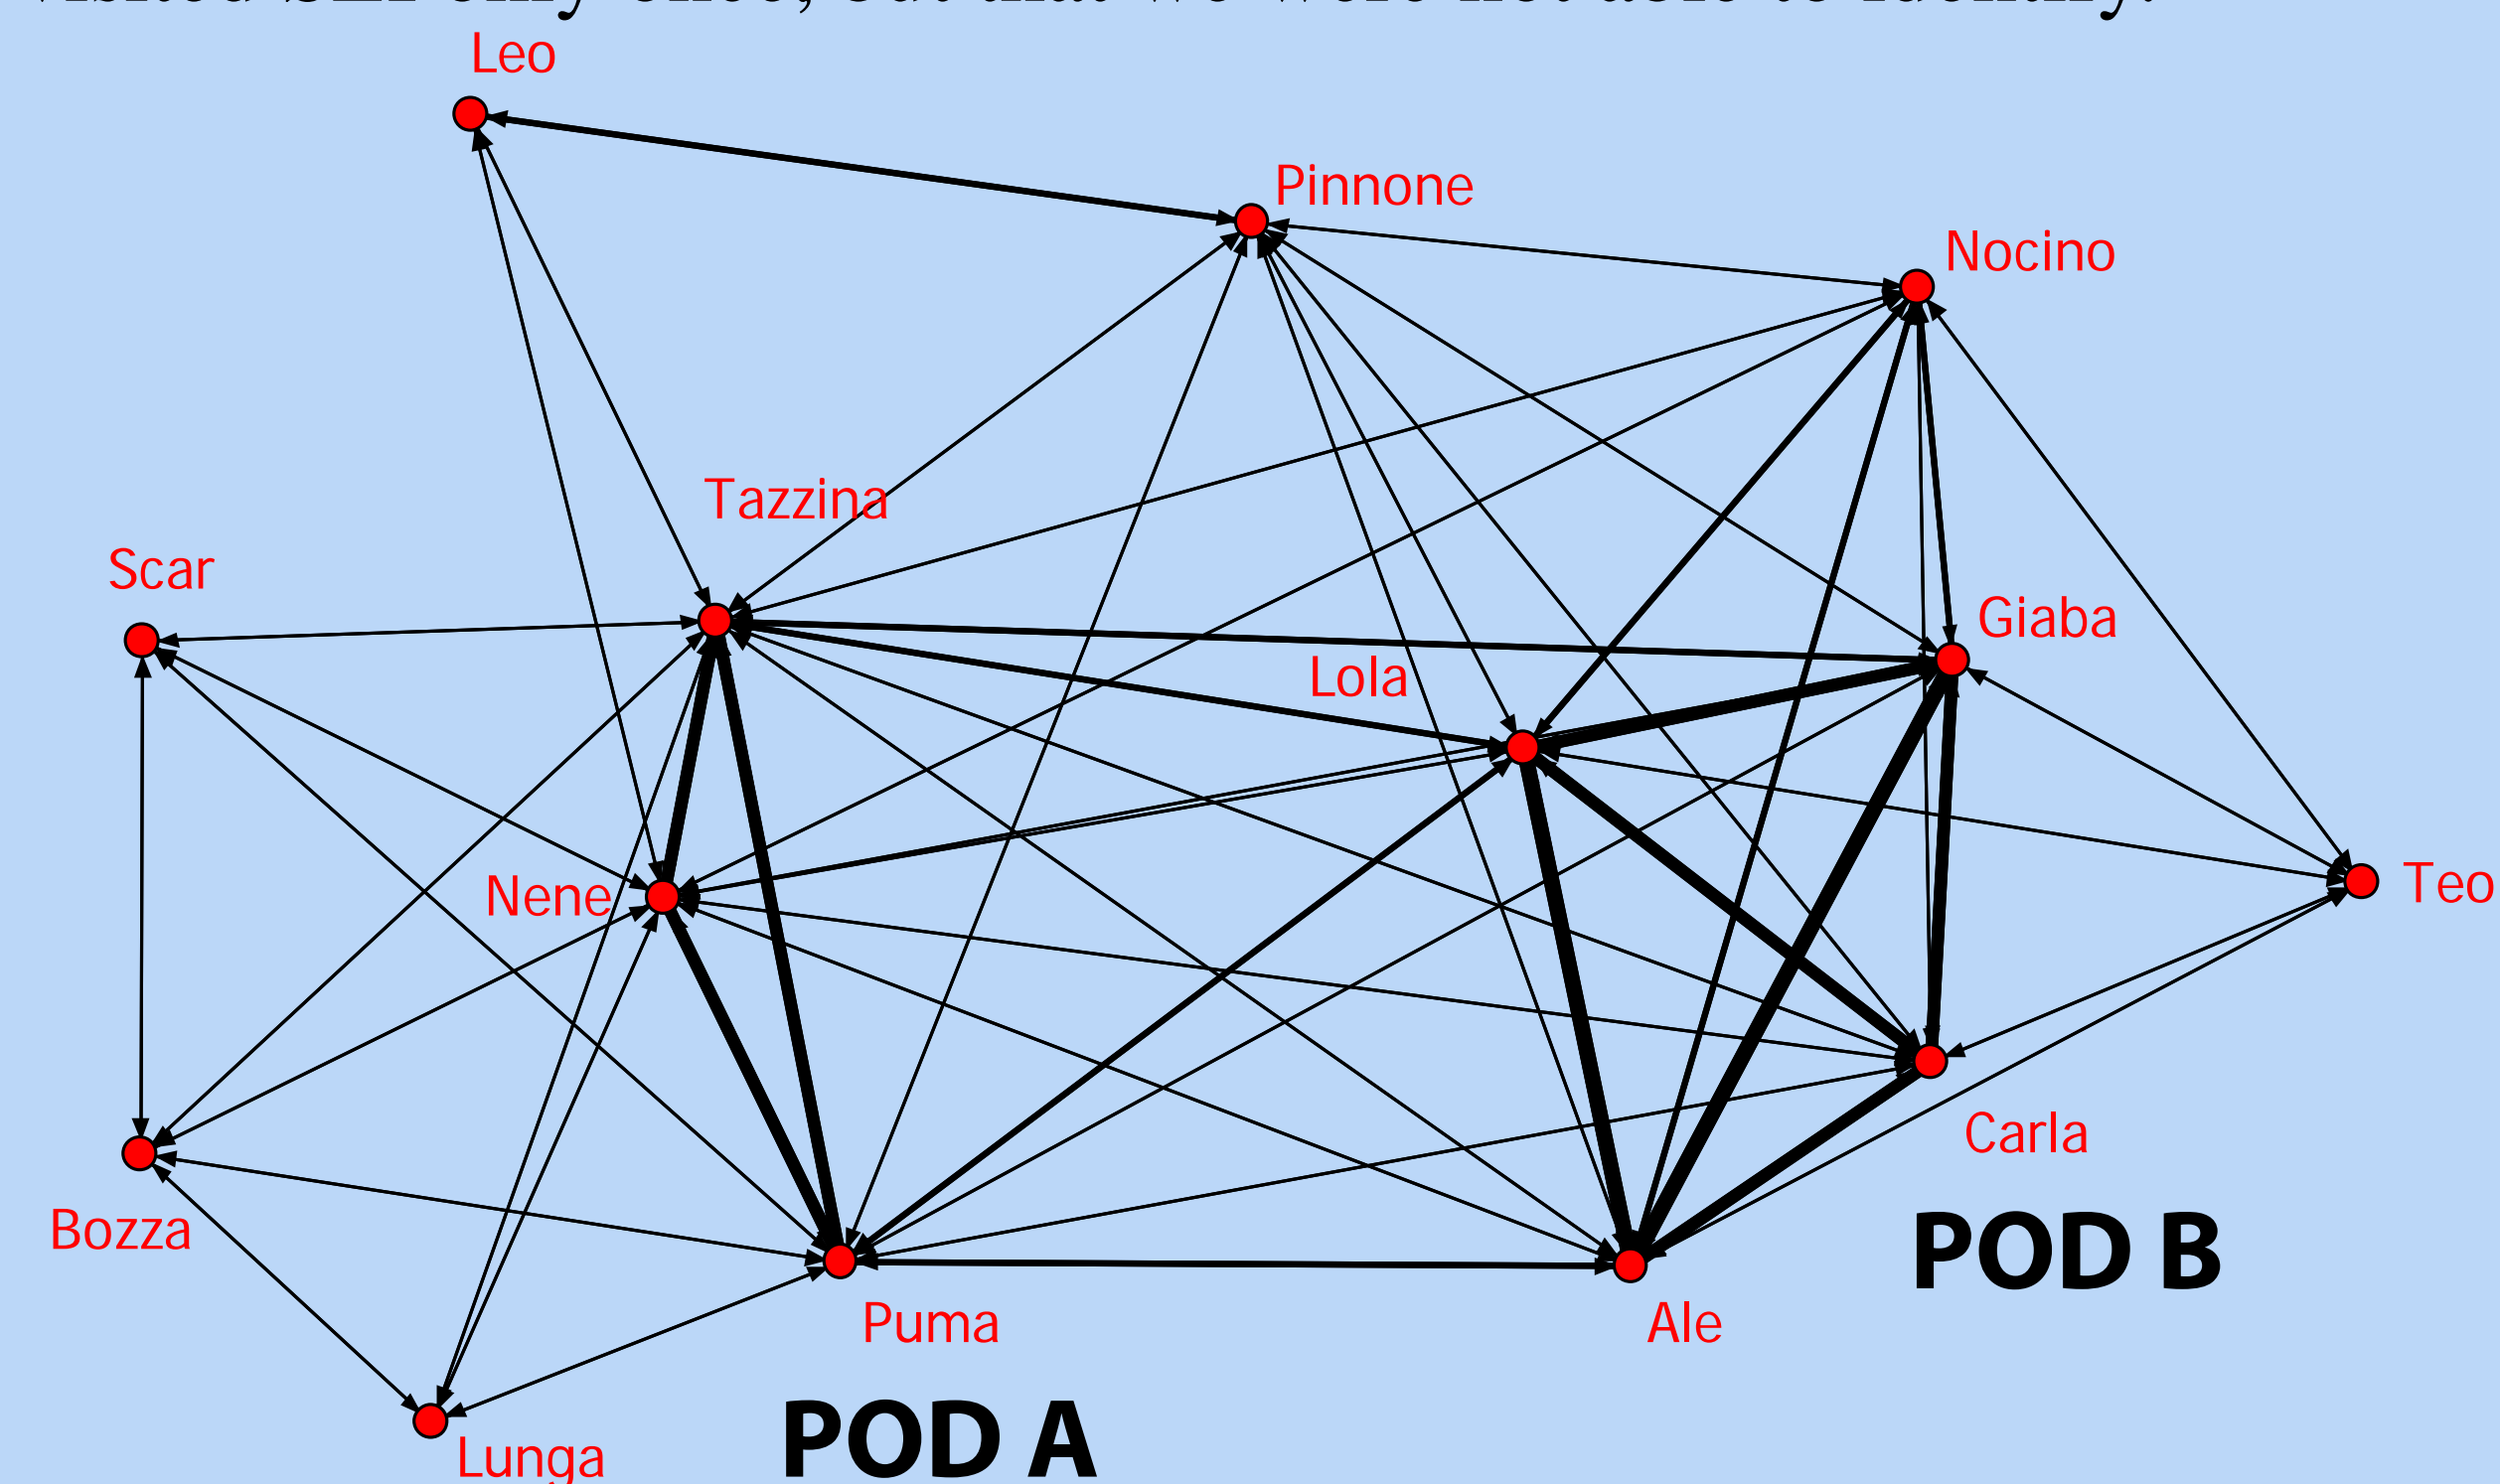 Leo
Pinnone
Nocino
Tazzina
Scar
Giaba
Lola
Nene
Teo
Carla
Bozza
POD B
Puma
Ale
POD A
Lunga